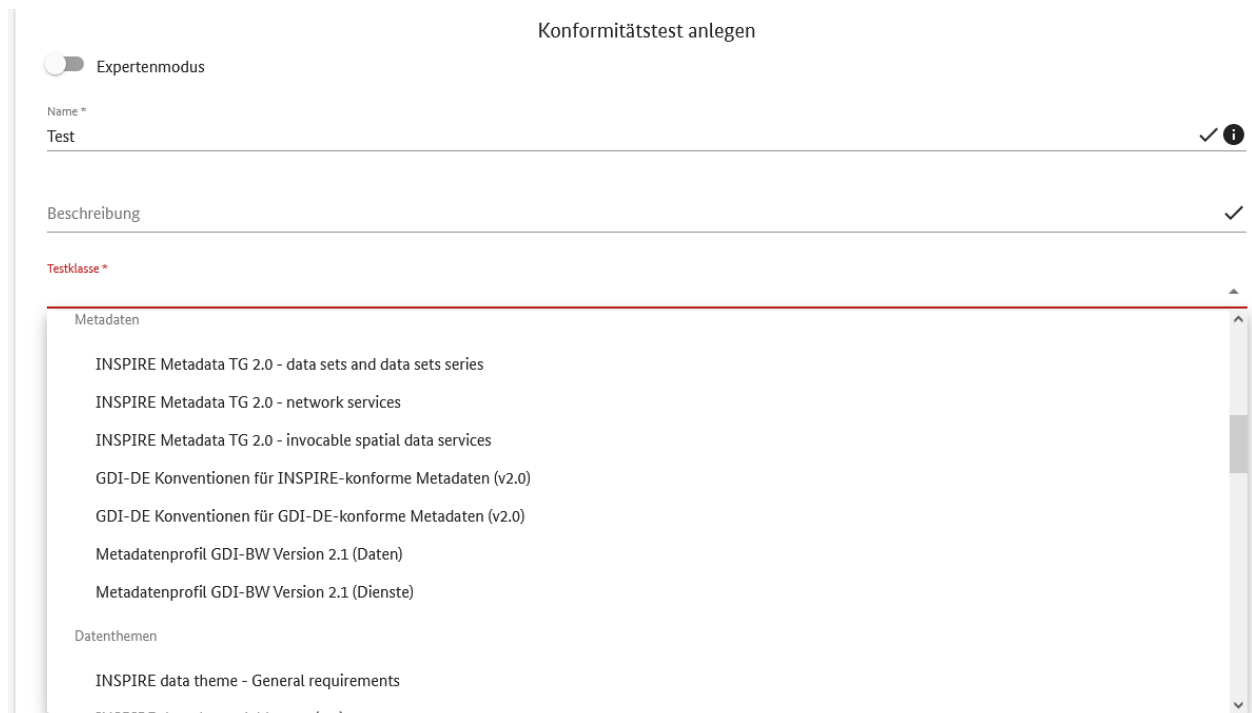 Konformitätstest anlegen
Expertenmodus
Name *
Test
Beschreibung
Testklasse *
Metadaten
INSPIRE Metadata TG 2.0 - data sets and data sets series
INSPIRE Metadata TG 2.0 - network services
INSPIRE Metadata TG 2.0 - invocable spatial data services
GDI-DE Konventionen für INSPIRE-konforme Metadaten (v2.0)
GDI-DE Konventionen für GDI-DE-konforme Metadaten (v2.0)
Metadatenprofil GDI-BW Version 2.1 (Daten)
Metadatenprofil GDI-BW Version 2.1 (Dienste)
Datenthemen
INSPIRE data theme - General requirements